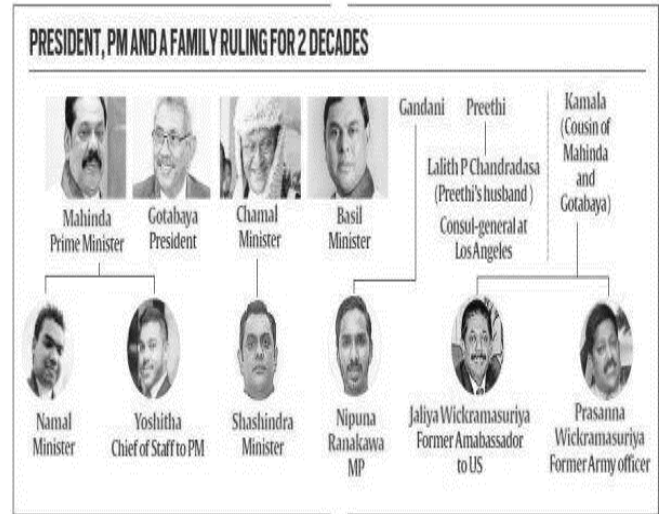 PRESIDENT, PM AND A FAMILY RULING FOR 2 DECADES
Mahinda
Prime Minister
Gotabaya
President
Chamal
Minister
Basil
Minister
Gandani
Preethi
Lalith P Chandradasa
(Preethi's husband )
Consul-general at
Los Angeles
Kamala
(Cousin of
Mahinda
and
Gotabaya)
Namal
Minister
Yoshitha
Chief of Staff to PM
Shashindra
Minister
Nipuna
Ranakawa
MP
Jaliya Wickramasuriya
Former Amabassador
to US
Prasanna
Wickramasuriya
Former Army officer